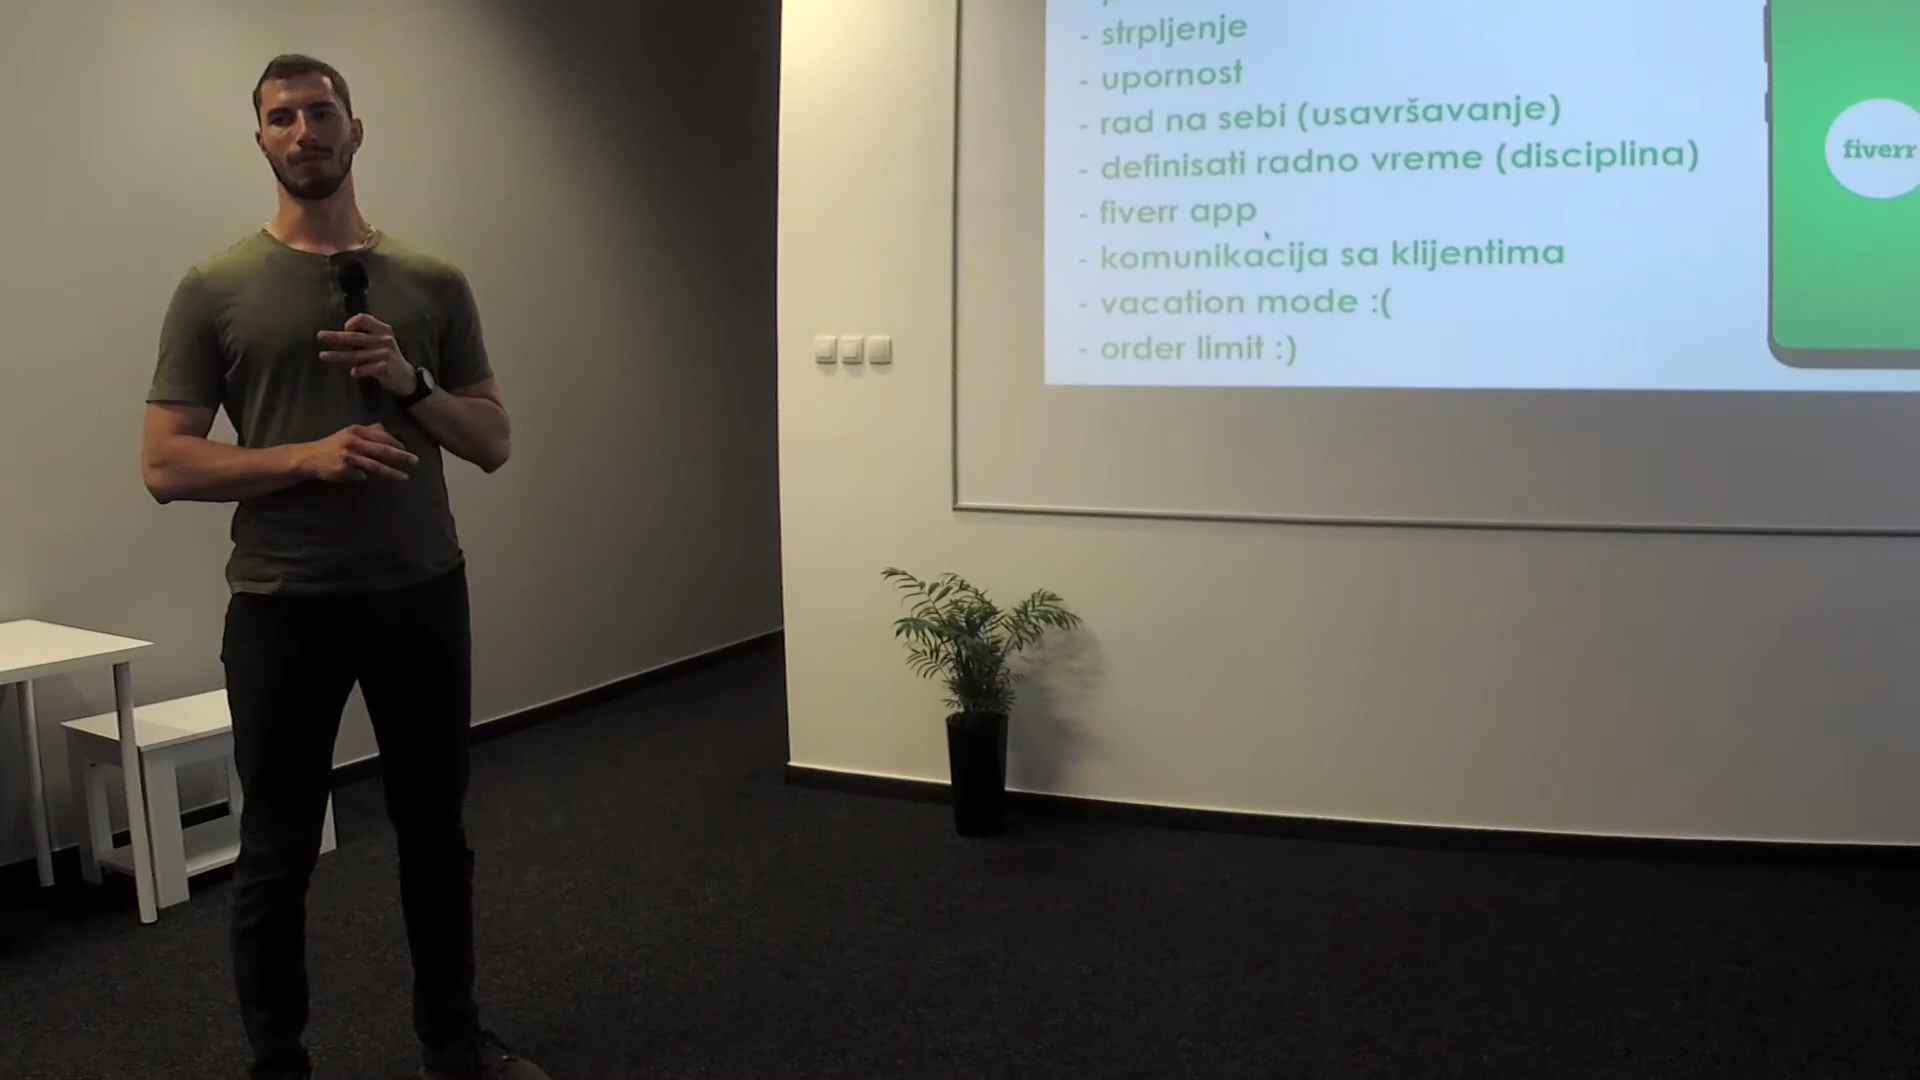 - strpljenje
- upornost
- rad na sebi (usavršavanje)
- definisati radno vreme (disciplina)
- fiverr app
- komunikacija sa klijentima
- vacation mode :(
- order limit :)
fiverr